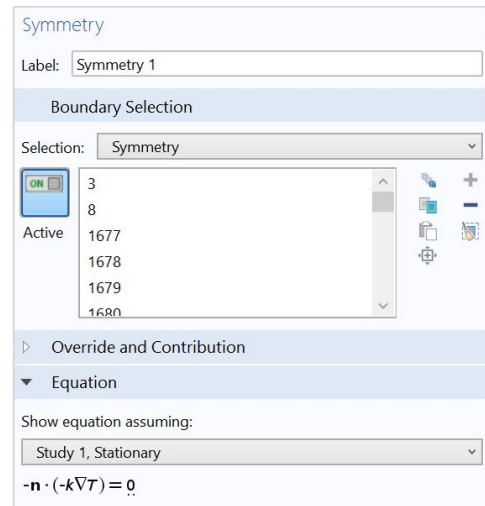 Symmetry
Label: Symmetry 1
Boundary Selection
Selection: Symmetry
ON
Active
3
8
1677
1678
1679
1680
Override and Contribution
Equation
Show equation assuming:
Study 1, Stationary
-n · (-k∇T) = 0